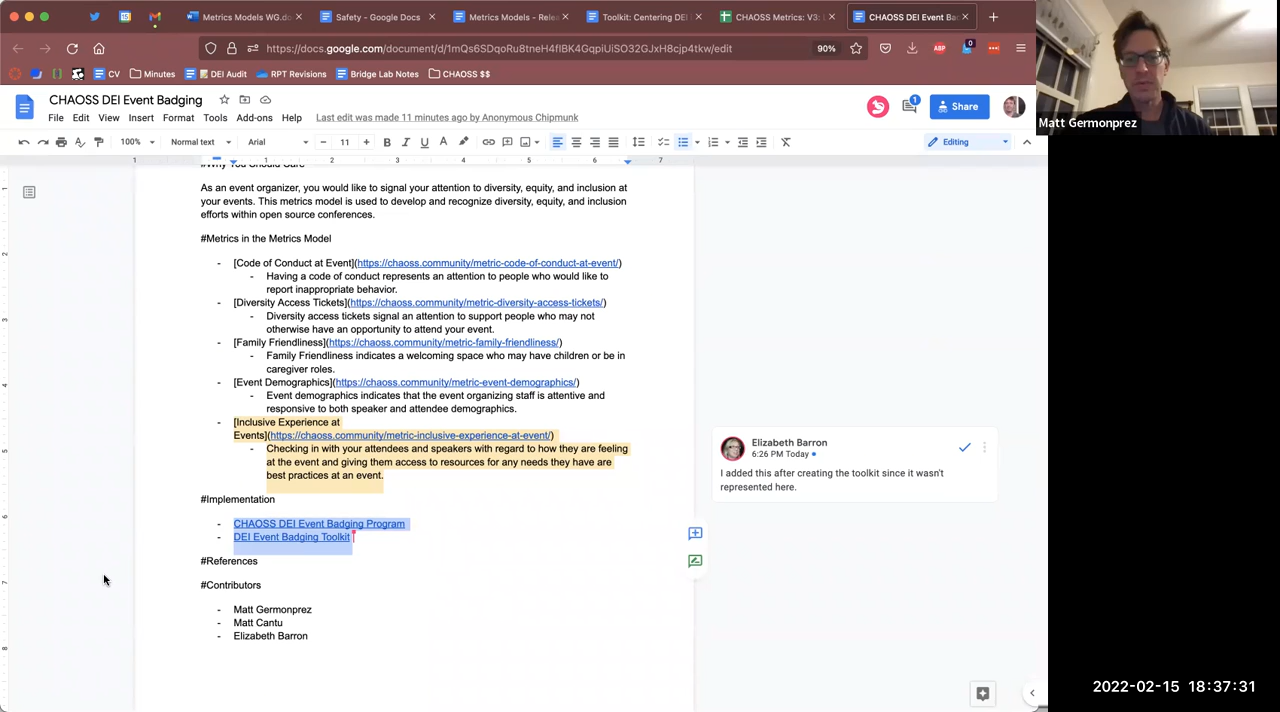 Metrics Models WG.do
Safety - Google Docs
Metrics Models - Rele
Toolkit: Centering DEI
CHAOSS Metrics: V3: L
CHAOSS DEI Event Ba
https://docs.google.com/document/d/1mQs6SDqoRu8tneH4flBK4GqpiUiSO32GJxH8cjp4tkw/edit
90%
ABP
0
CV
Minutes
DEI Audit
RPT Revisions
Bridge Lab Notes
CHAOSS $$
CHAOSS DEI Event Badging
File Edit View Insert Format Tools Add-ons Help
Last edit was made 11 minutes ago by Anonymous Chipmunk
1
Share
100%
Normal text
Arial
11
Editing
#Why You Should Care
As an event organizer, you would like to signal your attention to diversity, equity, and inclusion at
your events. This metrics model is used to develop and recognize diversity, equity, and inclusion
efforts within open source conferences.
#Metrics in the Metrics Model
- [Code of Conduct at Event](https://chaoss.community/metric-code-of-conduct-at-event/)
- Having a code of conduct represents an attention to people who would like to
report inappropriate behavior.
- [Diversity Access Tickets](https://chaoss.community/metric-diversity-access-tickets/)
- Diversity access tickets signal an attention to support people who may not
otherwise have an opportunity to attend your event.
- [Family Friendliness](https://chaoss.community/metric-family-friendliness/)
- Family Friendliness indicates a welcoming space who may have children or be in
caregiver roles.
- [Event Demographics](https://chaoss.community/metric-event-demographics/)
- Event demographics indicates that the event organizing staff is attentive and
responsive to both speaker and attendee demographics.
- [Inclusive Experience at
Events](https://chaoss.community/metric-inclusive-experience-at-event/)
- Checking in with your attendees and speakers with regard to how they are feeling
at the event and giving them access to resources for any needs they have are
best practices at an event.
#Implementation
- CHAOSS DEI Event Badging Program
- DEI Event Badging Toolkit
#References
#Contributors
- Matt Germonprez
- Matt Cantu
- Elizabeth Barron
Elizabeth Barron
6:26 PM Today
I added this after creating the toolkit since it wasn't
represented here.
Matt Germonprez
2022-02-15 18:37:31